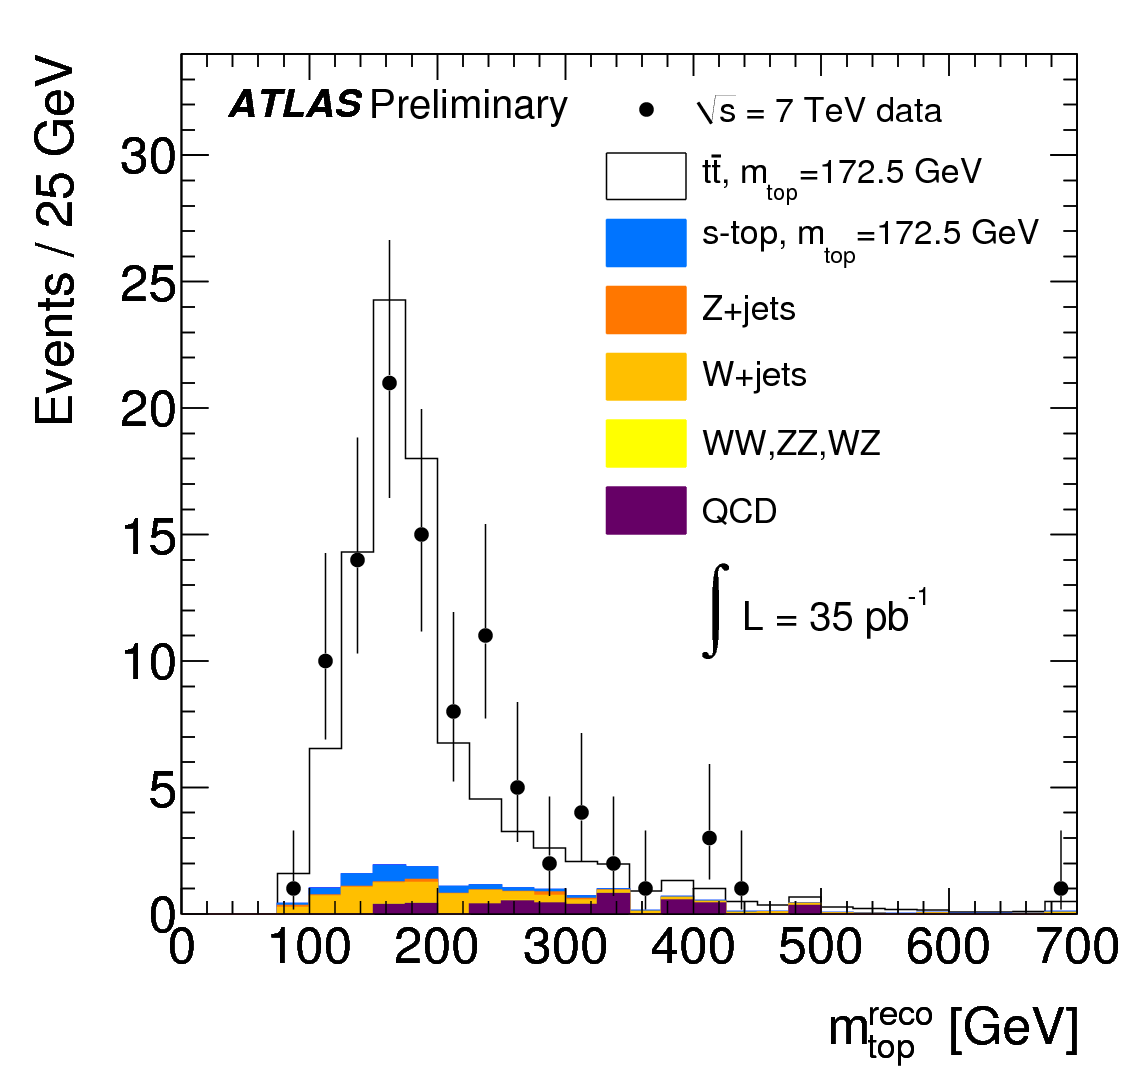 ATLAS Preliminary
√s = 7 TeV data
tt̄, m_top=172.5 GeV
s-top, m_top=172.5 GeV
Z+jets
W+jets
WW,ZZ,WZ
QCD
∫ L = 35 pb⁻¹
Events / 25 GeV
30
25
20
15
10
5
0
0 100 200 300 400 500 600 700
m_top^reco [GeV]